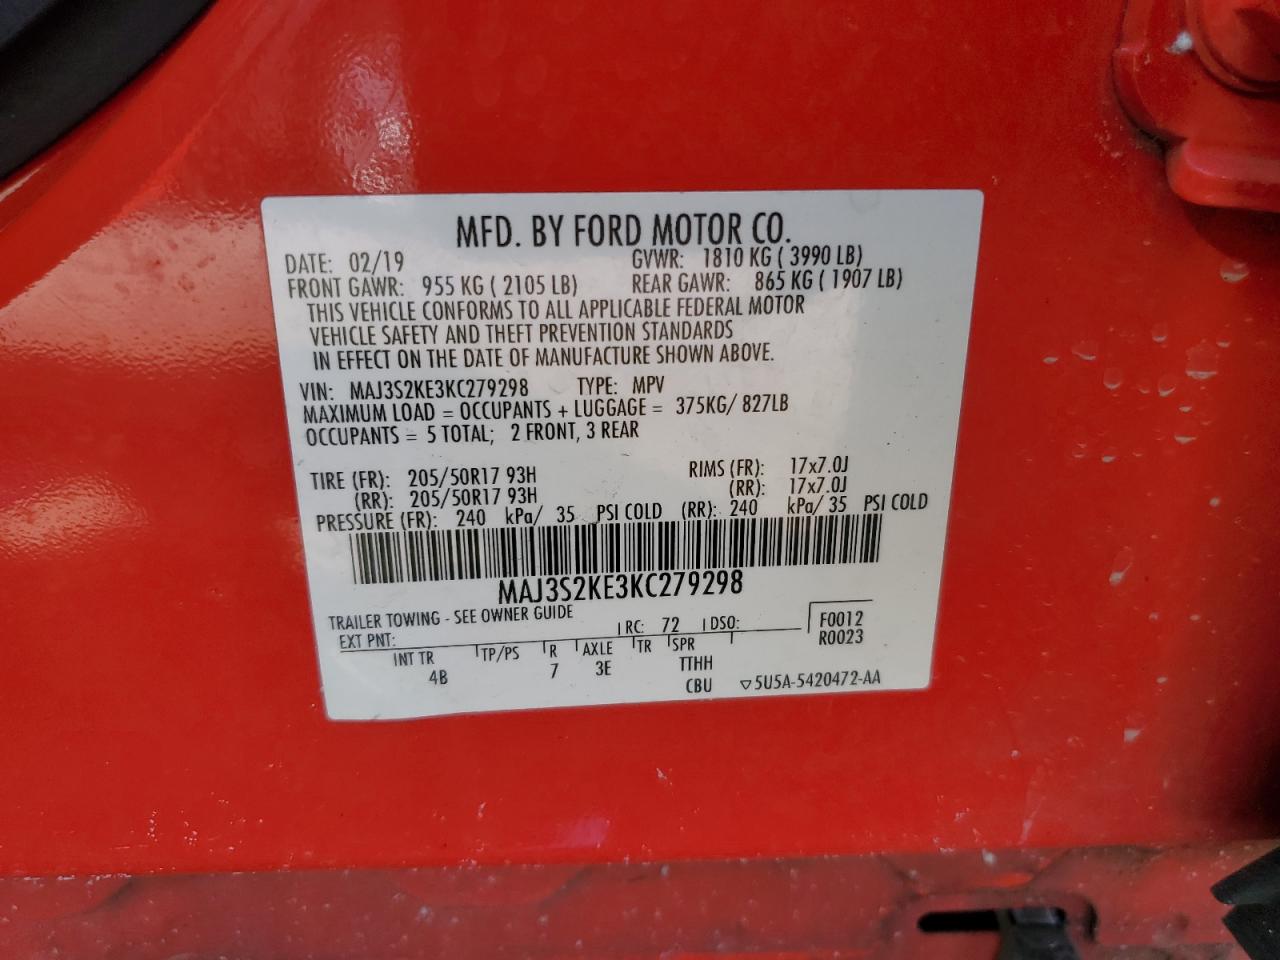 MFD. BY FORD MOTOR CO.
DATE: 02/19 GVWR: 1810 KG ( 3990 LB)
FRONT GAWR: 955 KG ( 2105 LB) REAR GAWR: 865 KG ( 1907 LB)
THIS VEHICLE CONFORMS TO ALL APPLICABLE FEDERAL MOTOR
VEHICLE SAFETY AND THEFT PREVENTION STANDARDS
IN EFFECT ON THE DATE OF MANUFACTURE SHOWN ABOVE.
VIN: MAJ3S2KE3KC279298 TYPE: MPV
MAXIMUM LOAD = OCCUPANTS + LUGGAGE = 375KG/ 827LB
OCCUPANTS = 5 TOTAL; 2 FRONT, 3 REAR
TIRE (FR): 205/50R17 93H RIMS (FR): 17x7.0J
(RR): 205/50R17 93H (RR): 17x7.0J
PRESSURE (FR): 240 kPa/ 35 PSI COLD (RR): 240 kPa/ 35 PSI COLD
MAJ3S2KE3KC279298
TRAILER TOWING - SEE OWNER GUIDE
EXT PNT: RC: 72 DSO: F0012
R0023
INT TR TP/PS R AXLE TR SPR
4B 7 3E TTHH
CBU ▽5U5A-5420472-AA